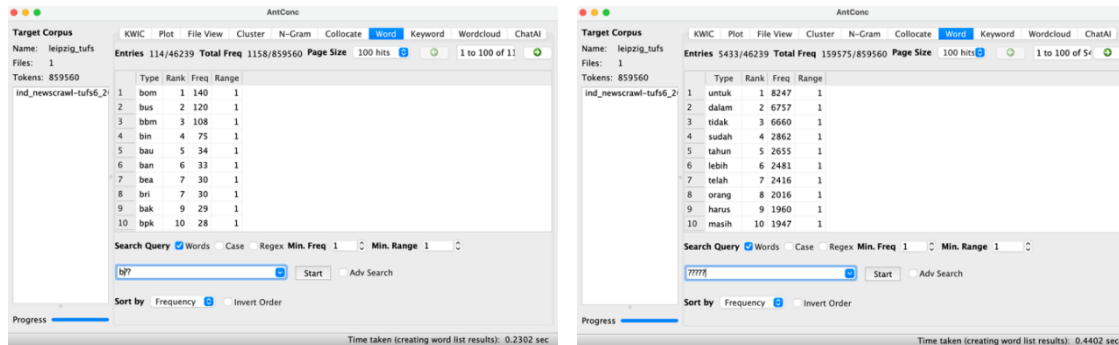 AntConc
Target Corpus
Name: leipzig_tufs
Files: 1
Tokens: 859560
ind_newscrawl-tufs6_2
Progress
KWIC Plot File View Cluster N-Gram Collocate Word Keyword Wordcloud ChatAI
Entries 114/46239 Total Freq 1158/859560 Page Size 100 hits 1 to 100 of 11
Type Rank Freq Range
1 bom 1 140 1
2 bus 2 120 1
3 bbm 3 108 1
4 bin 4 75 1
5 bau 5 34 1
6 ban 6 33 1
7 bea 7 30 1
8 bri 7 30 1
9 bak 9 29 1
10 bpk 10 28 1
Search Query Words Case Regex Min. Freq 1 Min. Range 1
b??
Start Adv Search
Sort by Frequency Invert Order
Time taken (creating word list results): 0.2302 sec
AntConc
Target Corpus
Name: leipzig_tufs
Files: 1
Tokens: 859560
ind_newscrawl-tufs6_2
Progress
KWIC Plot File View Cluster N-Gram Collocate Word Keyword Wordcloud ChatAI
Entries 5433/46239 Total Freq 159575/859560 Page Size 100 hits 1 to 100 of 54
Type Rank Freq Range
1 untuk 1 8247 1
2 dalam 2 6757 1
3 tidak 3 6660 1
4 sudah 4 2862 1
5 tahun 5 2655 1
6 lebih 6 2481 1
7 telah 7 2416 1
8 orang 8 2016 1
9 harus 9 1960 1
10 masih 10 1947 1
Search Query Words Case Regex Min. Freq 1 Min. Range 1
?????
Start Adv Search
Sort by Frequency Invert Order
Time taken (creating word list results): 0.4402 sec